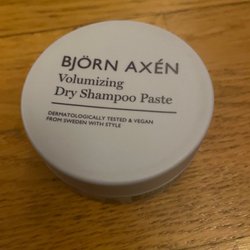 BJÖRN AXÉN
Volumizing
Dry Shampoo Paste
DERMATOLOGICALLY TESTED & VEGAN
FROM SWEDEN WITH STYLE